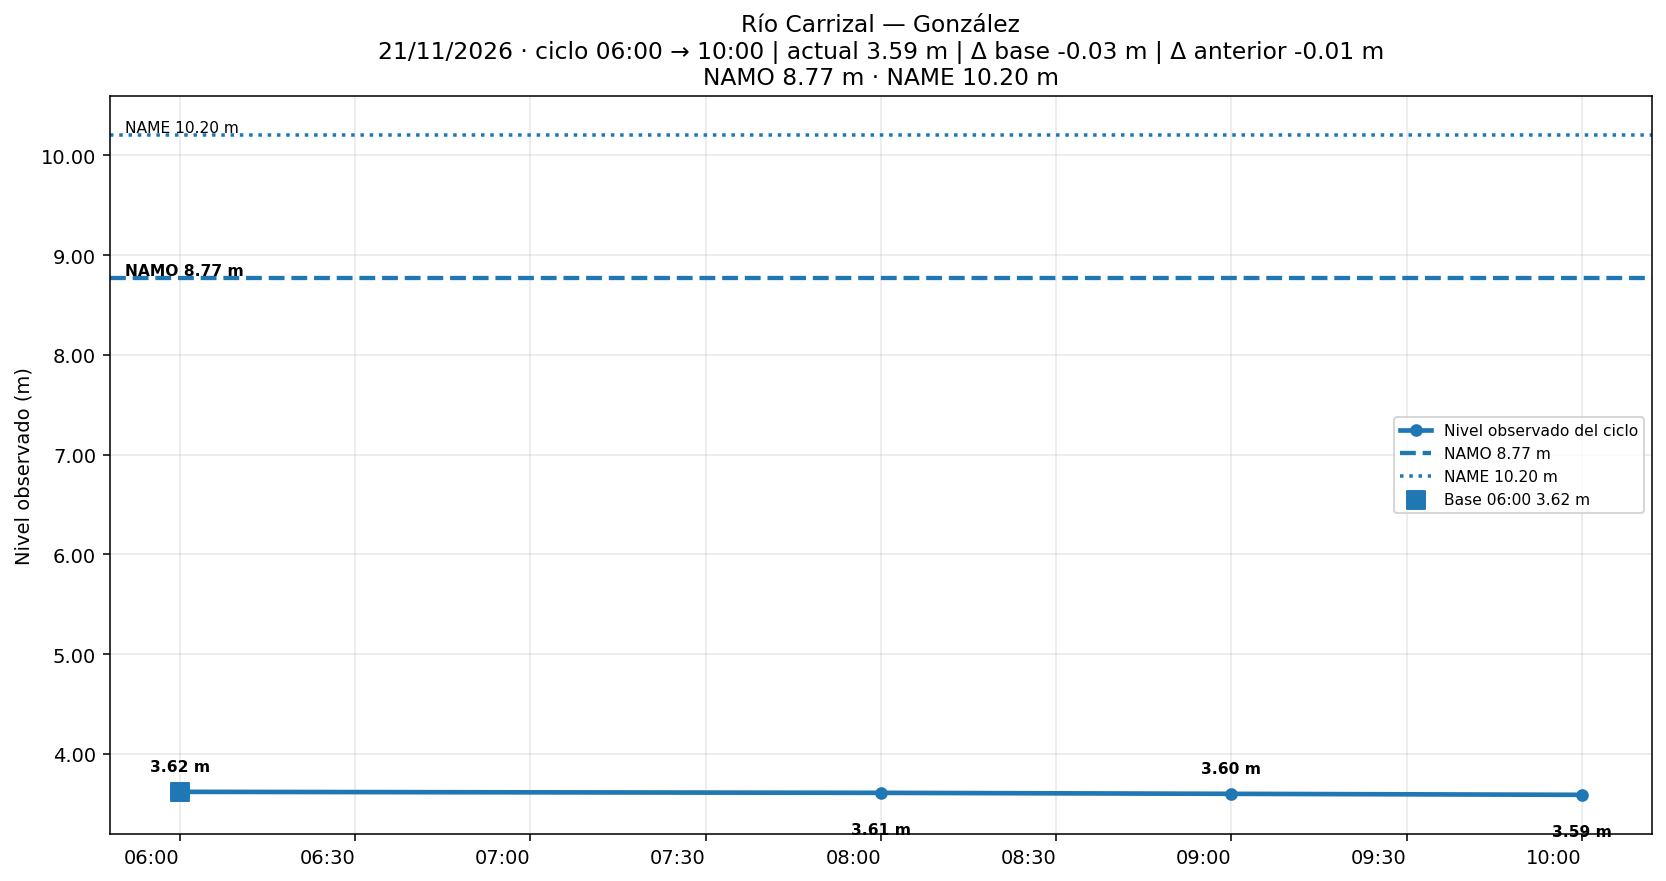 Río Carrizal — González
21/11/2026 · ciclo 06:00 → 10:00 | actual 3.59 m | Δ base -0.03 m | Δ anterior -0.01 m
NAMO 8.77 m · NAME 10.20 m
Nivel observado (m)
10.00
9.00
8.00
7.00
6.00
5.00
4.00
NAME 10.20 m
NAMO 8.77 m
Nivel observado del ciclo
NAMO 8.77 m
NAME 10.20 m
Base 06:00 3.62 m
3.62 m
3.61 m
3.60 m
3.59 m
06:00
06:30
07:00
07:30
08:00
08:30
09:00
09:30
10:00